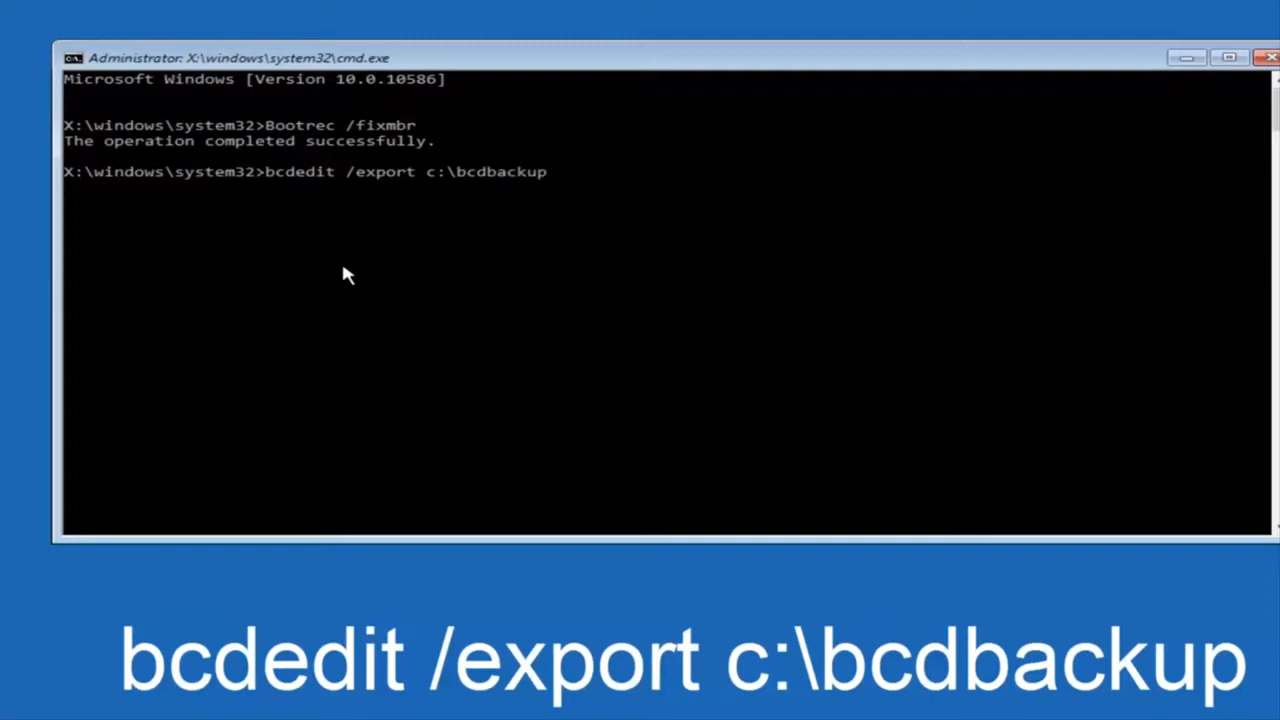 Administrator: X:\windows\system32\cmd.exe
Microsoft Windows [Version 10.0.10586]
X:\windows\system32>Bootrec /fixmbr
The operation completed successfully.
X:\windows\system32>bcdedit /export c:\bcdbackup
bcdedit /export c:\bcdbackup